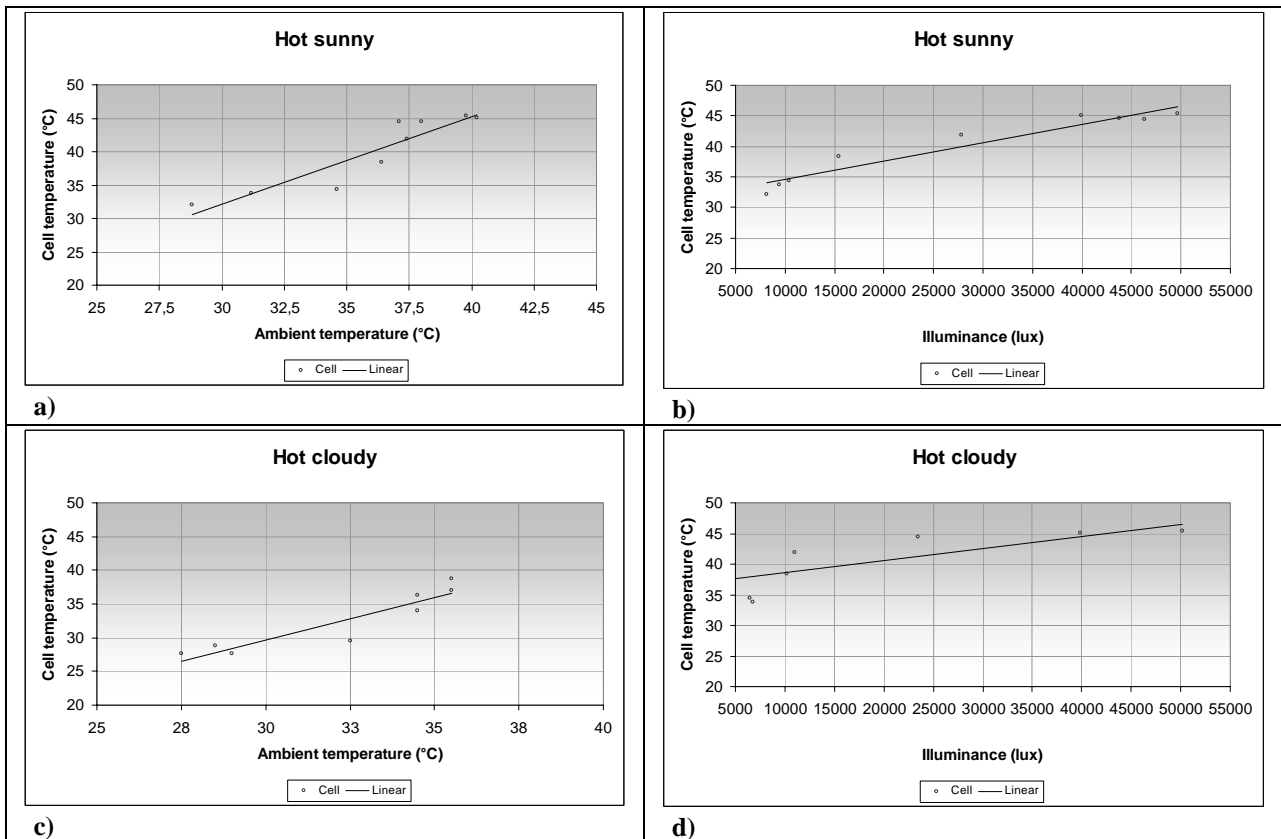 Hot sunny
50
45
40
35
30
25
20
Cell temperature (°C)
25 27,5 30 32,5 35 37,5 40 42,5 45
Ambient temperature (°C)
Cell Linear
a)
Hot sunny
50
45
40
35
30
25
20
Cell temperature (°C)
5000 10000 15000 20000 25000 30000 35000 40000 45000 50000 55000
Illuminance (lux)
Cell Linear
b)
Hot cloudy
50
45
40
35
30
25
20
Cell temperature (°C)
25 28 30 33 35 38 40
Ambient temperature (°C)
Cell Linear
c)
Hot cloudy
50
45
40
35
30
25
20
Cell temperature (°C)
5000 10000 15000 20000 25000 30000 35000 40000 45000 50000 55000
Illuminance (lux)
Cell Linear
d)